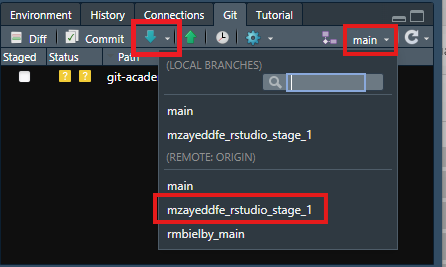 Environment History Connections Git Tutorial
Diff Commit main
Staged Status Path
git-acade
(LOCAL BRANCHES)
main
mzayeddfe_rstudio_stage_1
(REMOTE: ORIGIN)
main
mzayeddfe_rstudio_stage_1
rmbielby_main